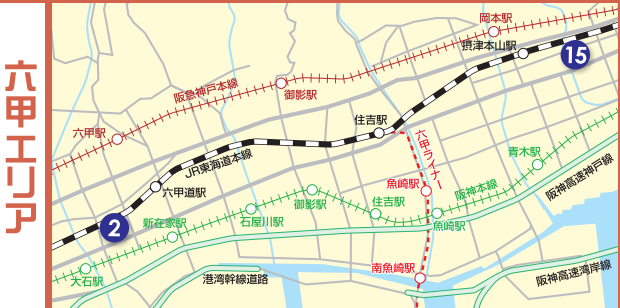 六甲エリア
岡本駅
摂津本山駅
15
阪急神戸本線
御影駅
住吉駅
六甲駅
六甲ライナー
青木駅
JR東海道本線
六甲道駅
魚崎駅
阪神本線
阪神高速神戸線
御影駅
住吉駅
石屋川駅
新在家駅
魚崎駅
2
大石駅
南魚崎駅
港湾幹線道路
阪神高速湾岸線